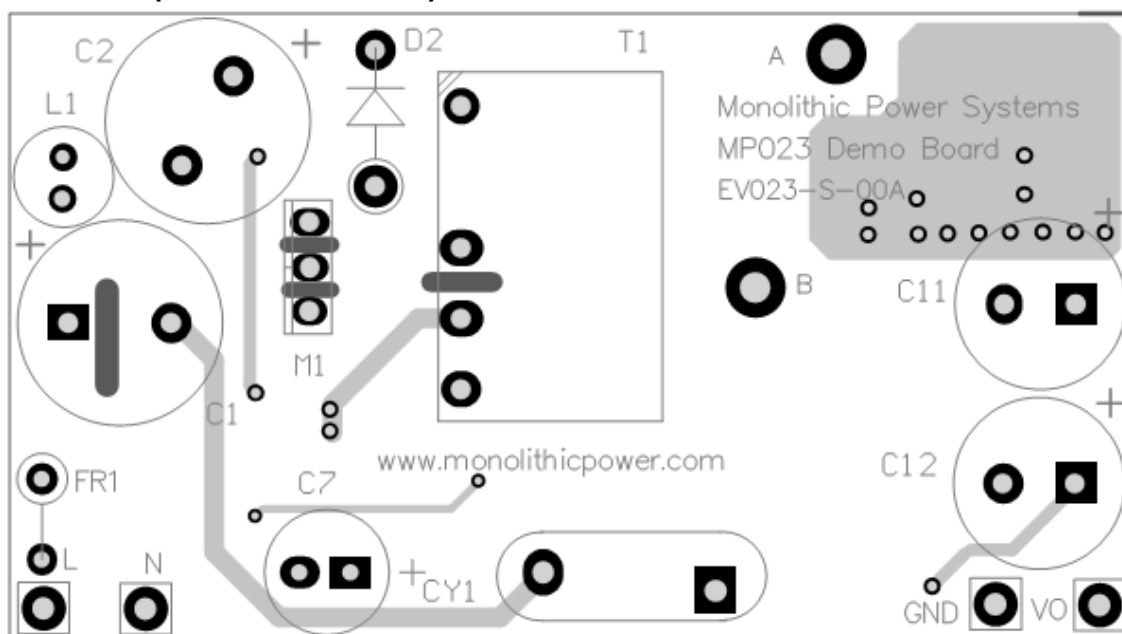 C2
D2
T1
A
L1
Monolithic Power Systems
MP023 Demo Board
EV023-S-00A
B
C11
M1
C1
www.monolithicpower.com
C12
FR1
C7
L
N
CY1
GND
VO